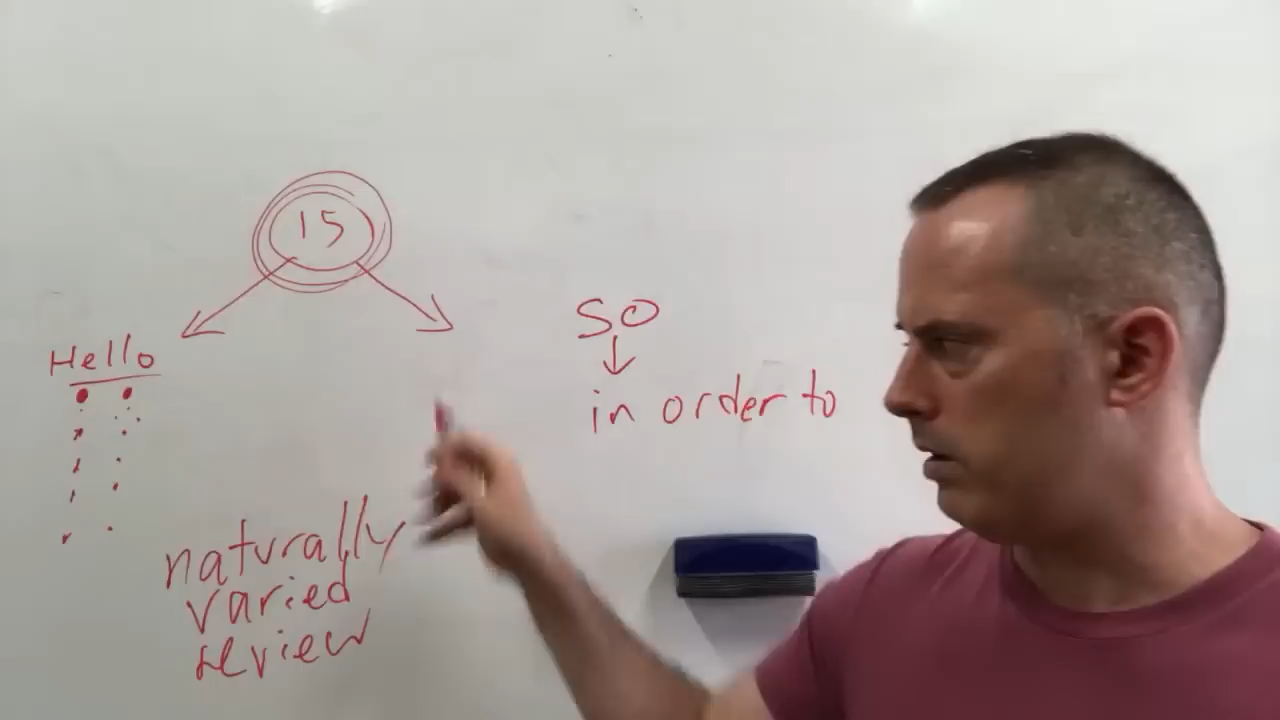 15
Hello
so
in order to
naturally
varied
review